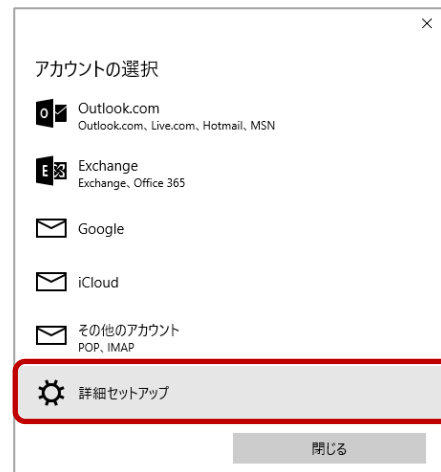 アカウントの選択
Outlook.com
Outlook.com、Live.com、Hotmail、MSN
Exchange
Exchange、Office 365
Google
iCloud
その他のアカウント
POP、IMAP
詳細セットアップ
閉じる